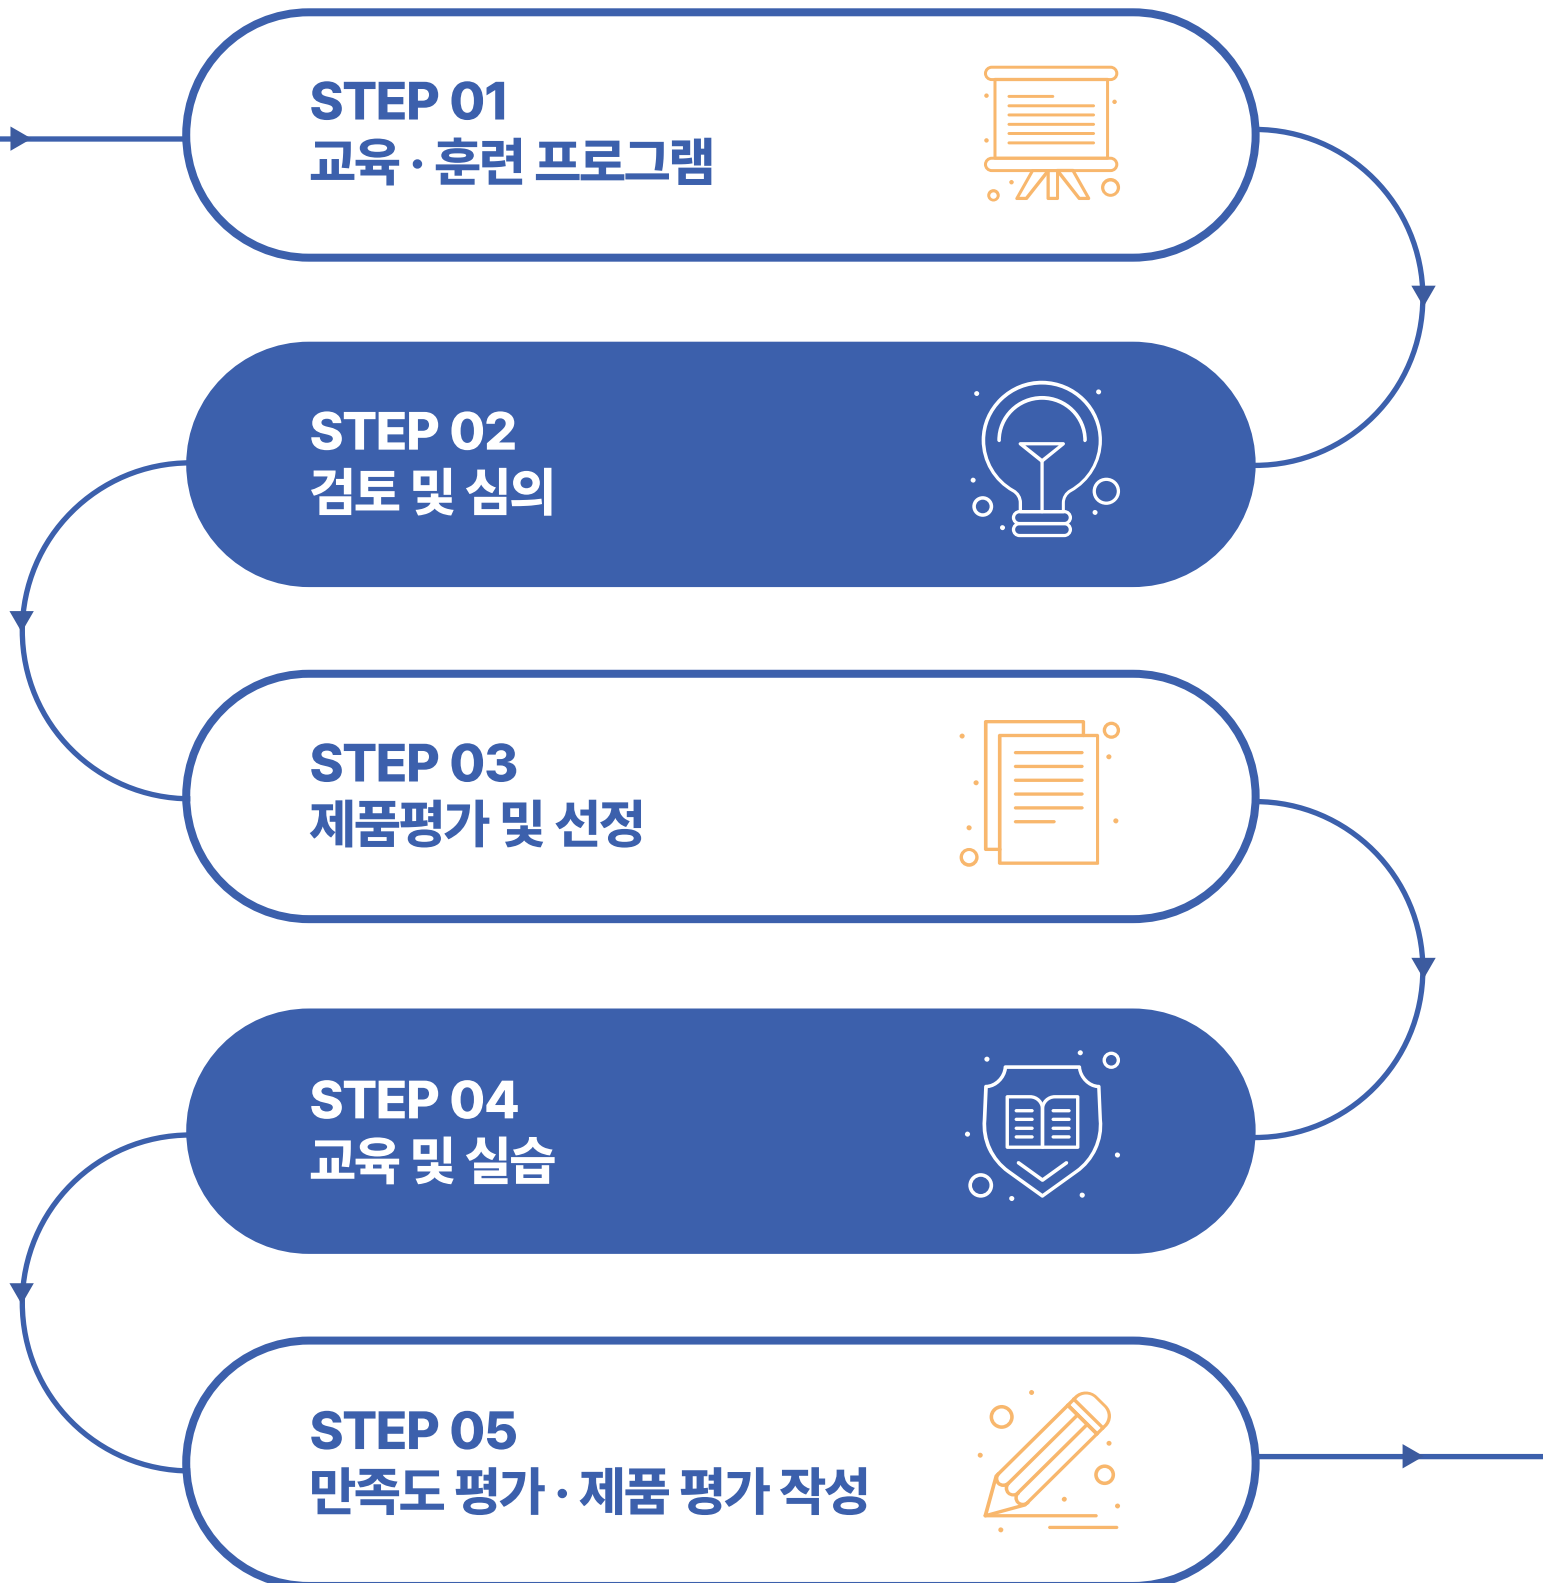 STEP 01
교육 · 훈련 프로그램
STEP 02
검토 및 심의
STEP 03
제품평가 및 선정
STEP 04
교육 및 실습
STEP 05
만족도 평가 · 제품 평가 작성